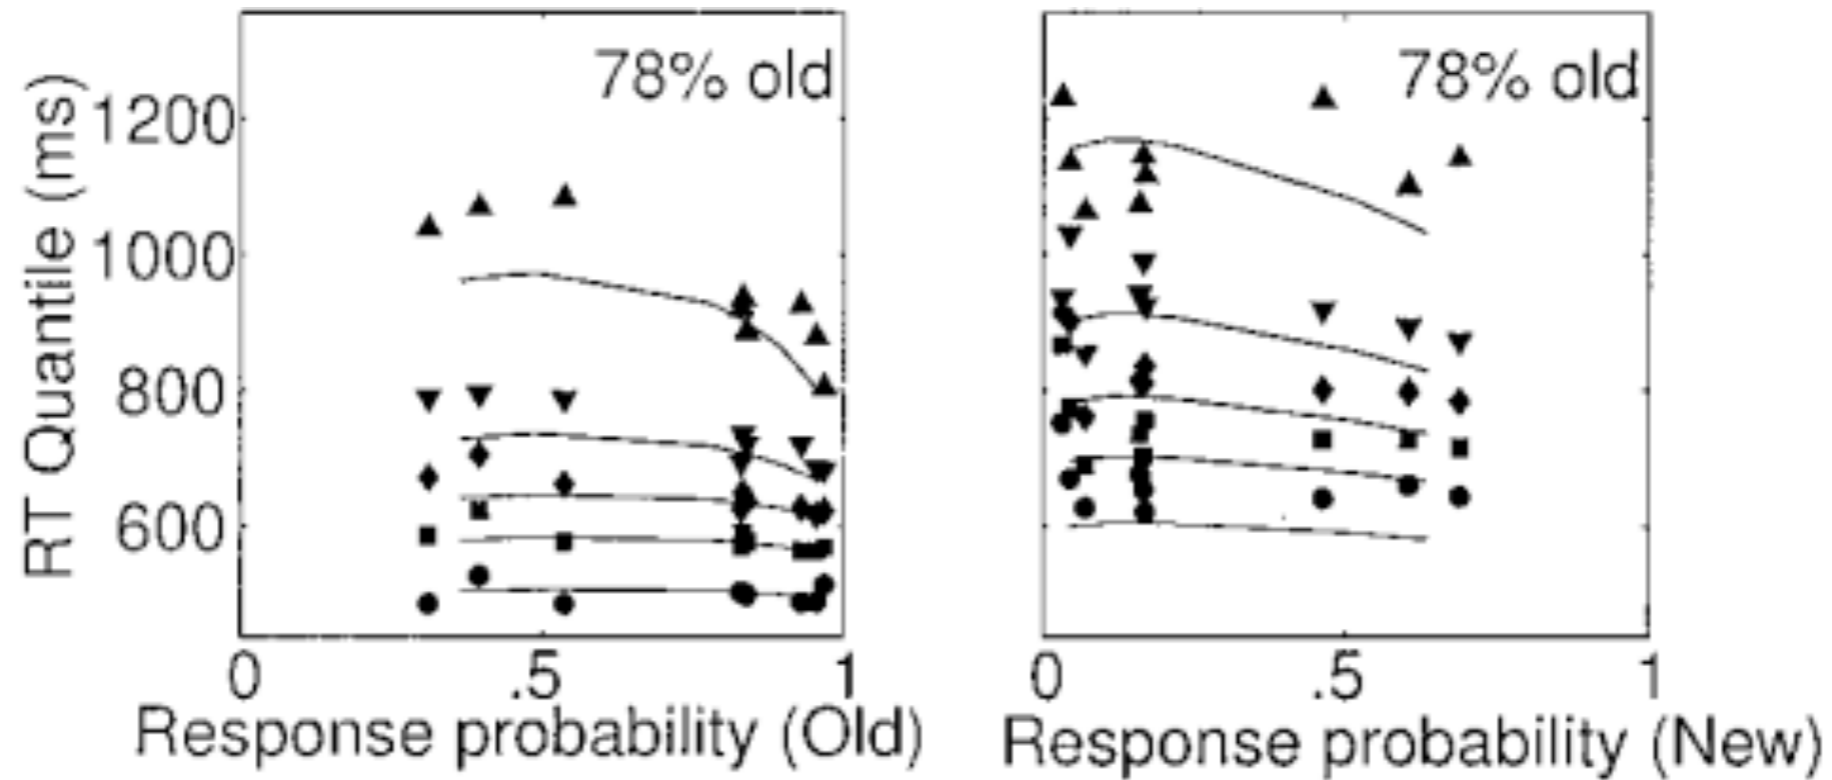 78% old
78% old
RT Quantile (ms)
1200
1000
800
600
0 .5 1
0 .5 1
Response probability (Old)
Response probability (New)